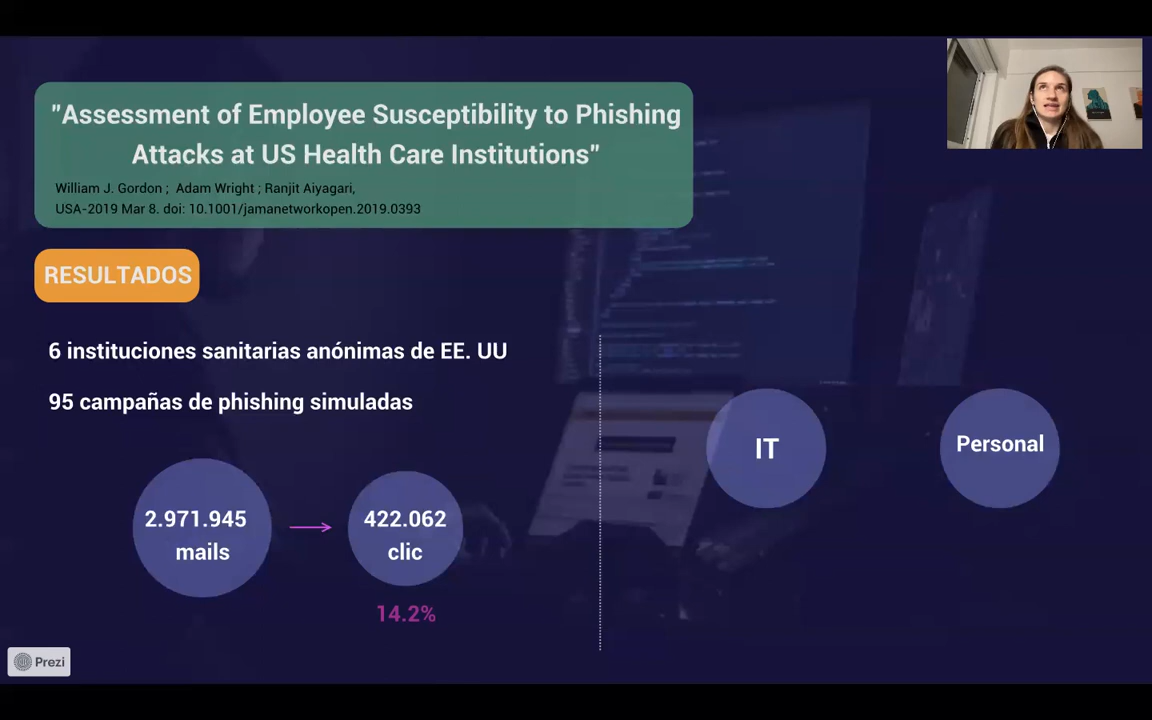 "Assessment of Employee Susceptibility to Phishing
Attacks at US Health Care Institutions"
William J. Gordon ;  Adam Wright ; Ranjit Aiyagari,
USA-2019 Mar 8. doi: 10.1001/jamanetworkopen.2019.0393
RESULTADOS
6 instituciones sanitarias anónimas de EE. UU
95 campañas de phishing simuladas
2.971.945
mails
422.062
clic
14.2%
IT
Personal
Prezi